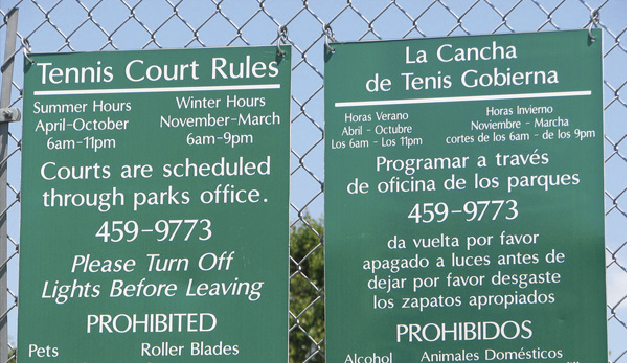 Tennis Court Rules
Summer Hours
April-October
6am-11pm
Winter Hours
November-March
6am-9pm
Courts are scheduled
through parks office.
459-9773
Please Turn Off
Lights Before Leaving
PROHIBITED
Pets
Roller Blades
La Cancha
de Tenis Gobierna
Horas Verano
Abril - Octubre
Los 6am - Los 11pm
Horas Invierno
Noviembre - Marcha
cortes de los 6am - de los 9pm
Programar a través
de oficina de los parques
459-9773
da vuelta por favor
apagado a luces antes de
dejar por favor desgaste
los zapatos apropiados
PROHIBIDOS
Alcohol
Animales Domésticos